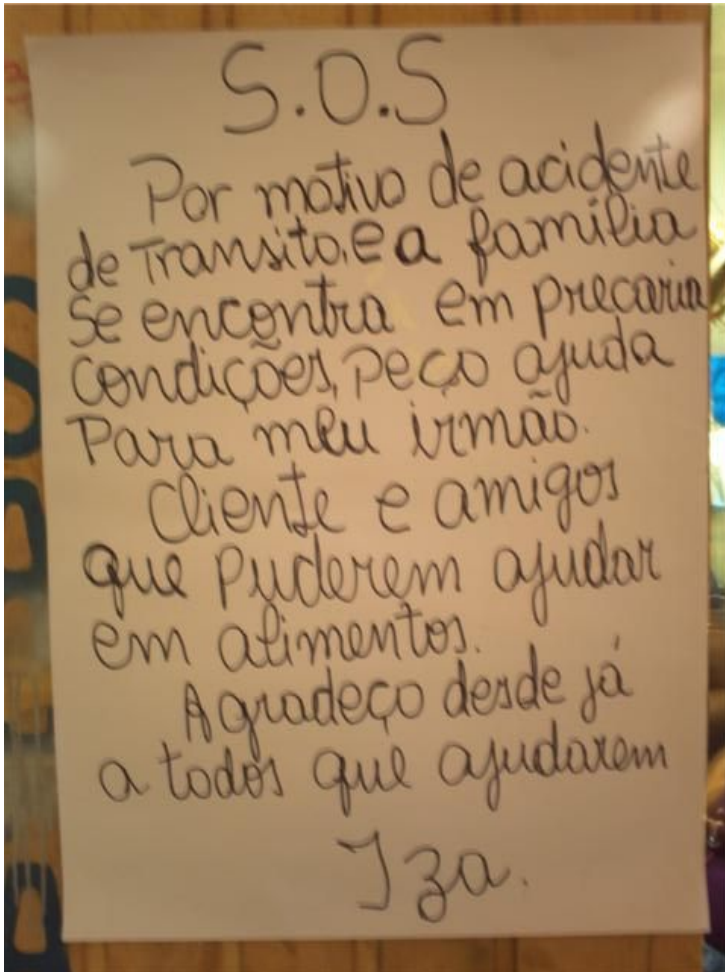 S.O.S
Por motivo de acidente
de Transito, e a família
se encontra em precaria
condições, peço ajuda
Para meu irmão.
Cliente e amigos
que puderem ajudar
em alimentos.
Agradeço desde já
a todos que ajudarem
Iza.